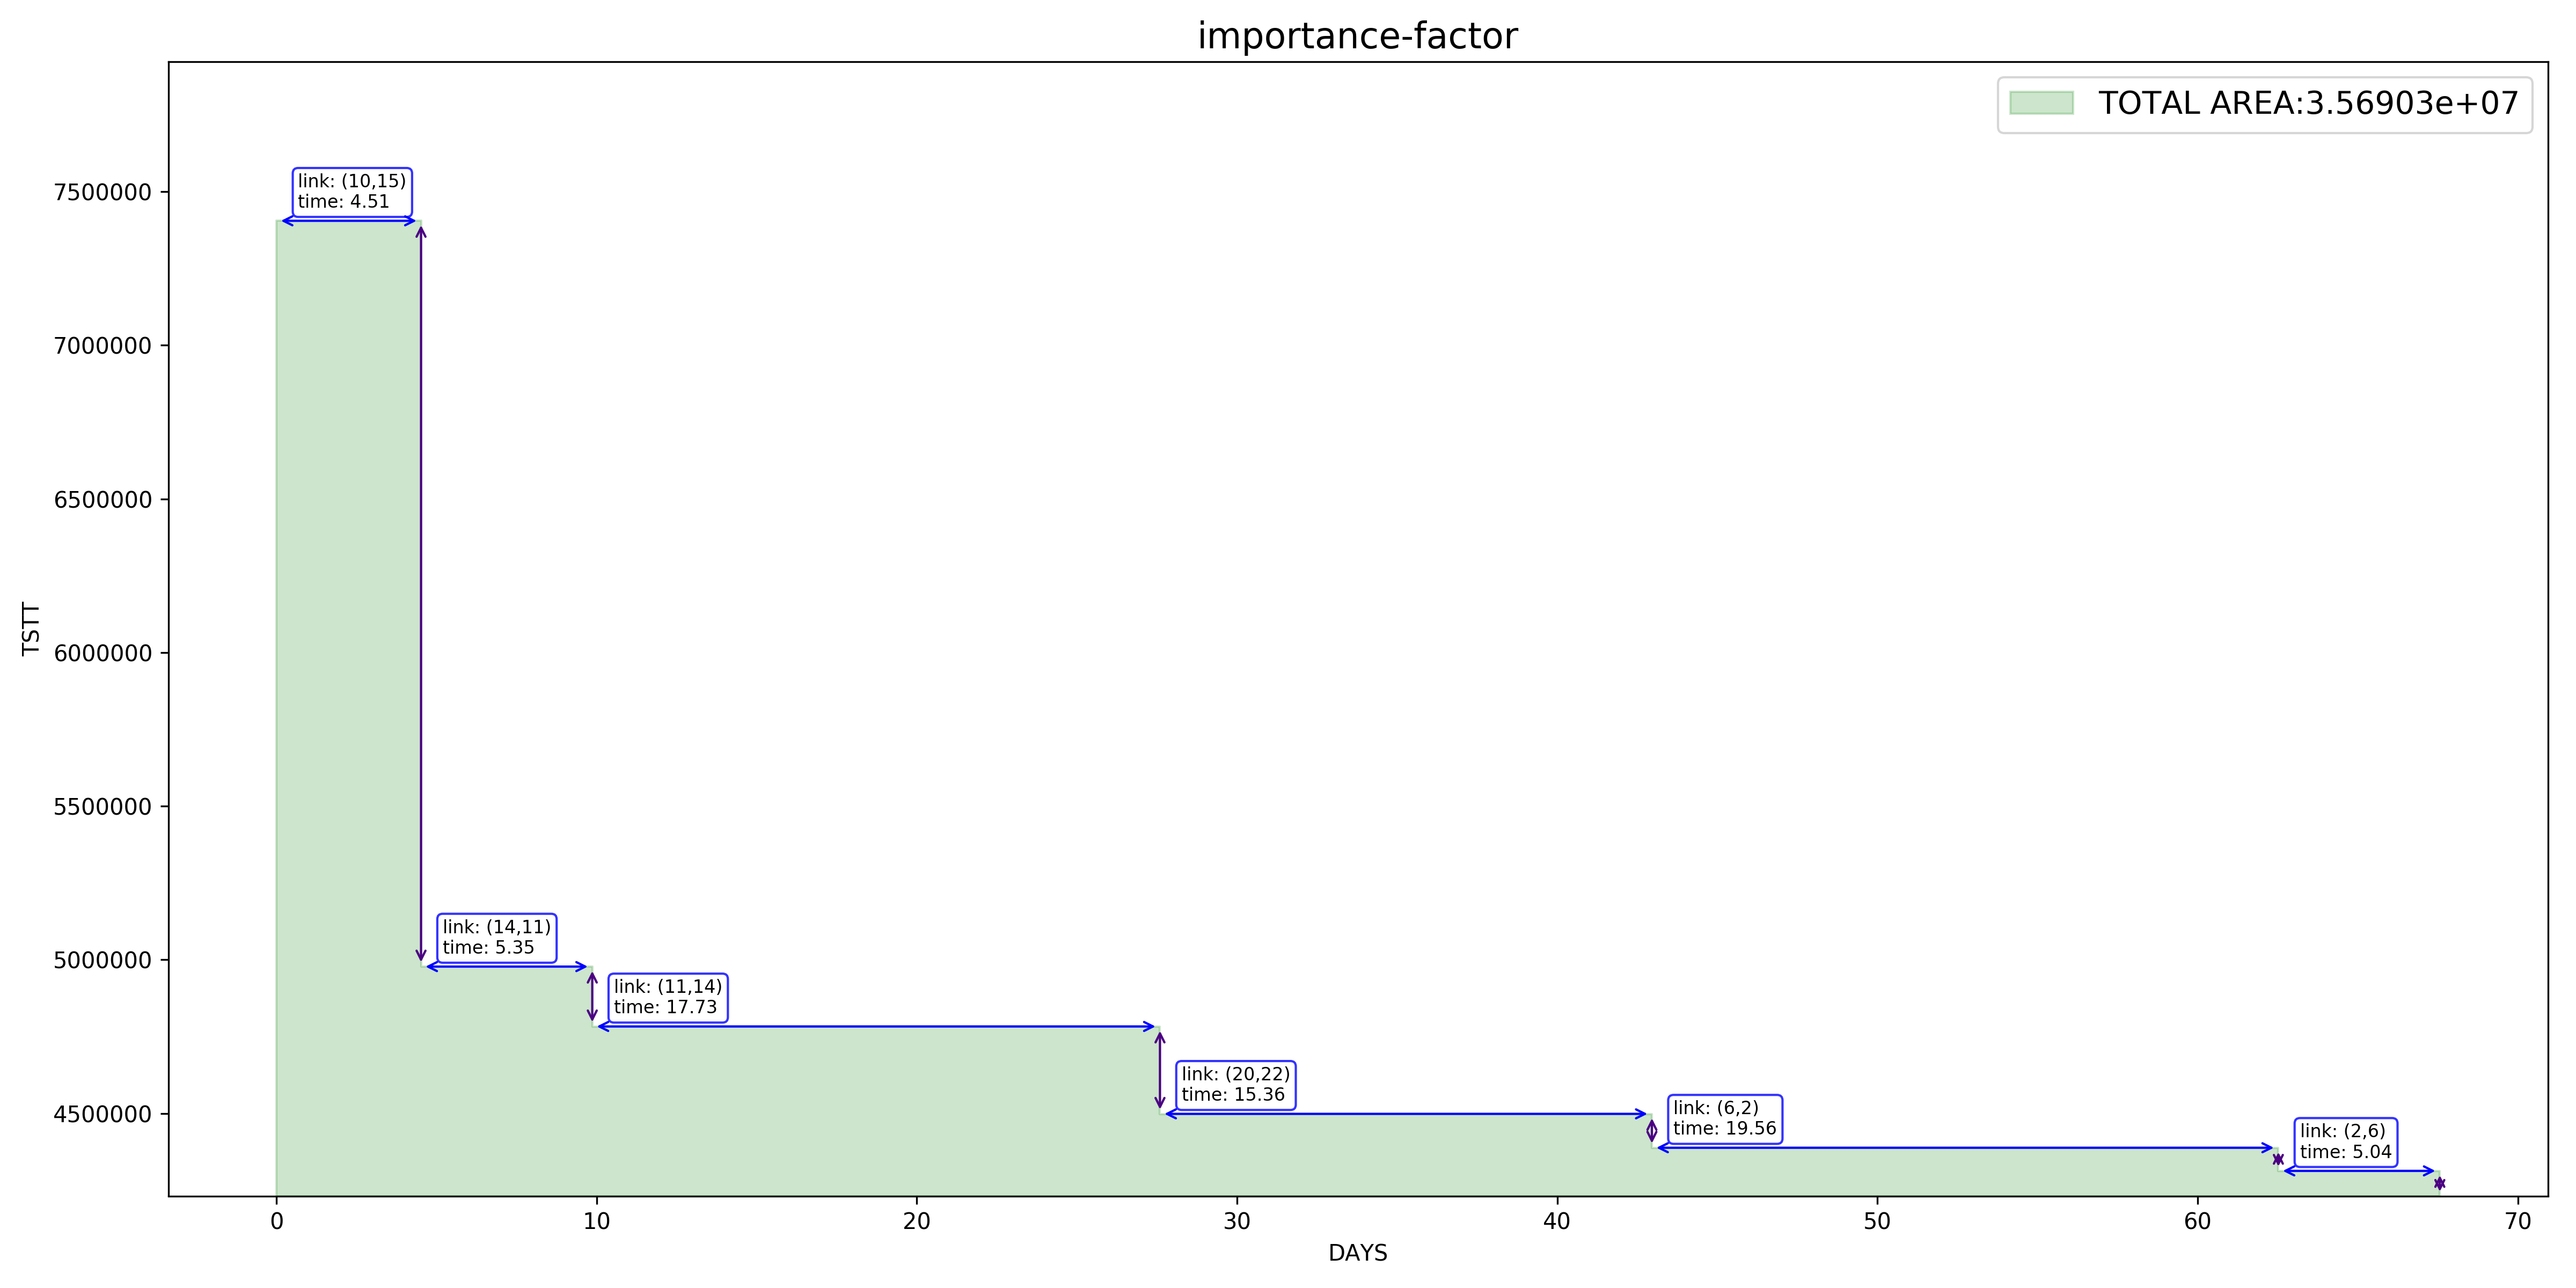 importance-factor
TOTAL AREA:3.56903e+07
TSTT
7500000
7000000
6500000
6000000
5500000
5000000
4500000
link: (10,15)
time: 4.51
link: (14,11)
time: 5.35
link: (11,14)
time: 17.73
link: (20,22)
time: 15.36
link: (6,2)
time: 19.56
link: (2,6)
time: 5.04
0 10 20 30 40 50 60 70
DAYS